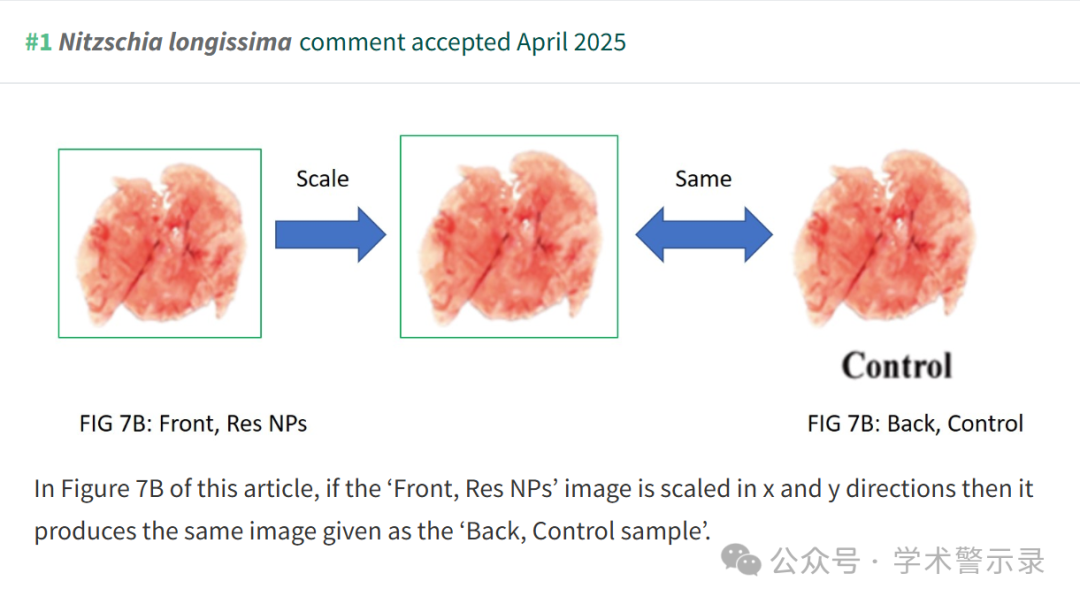 #1 Nitzschia longissima comment accepted April 2025
Scale
Same
Control
FIG 7B: Front, Res NPs
FIG 7B: Back, Control
In Figure 7B of this article, if the ‘Front, Res NPs’ image is scaled in x and y directions then it
produces the same image given as the ‘Back, Control sample’.
公众号 · 学术警示录